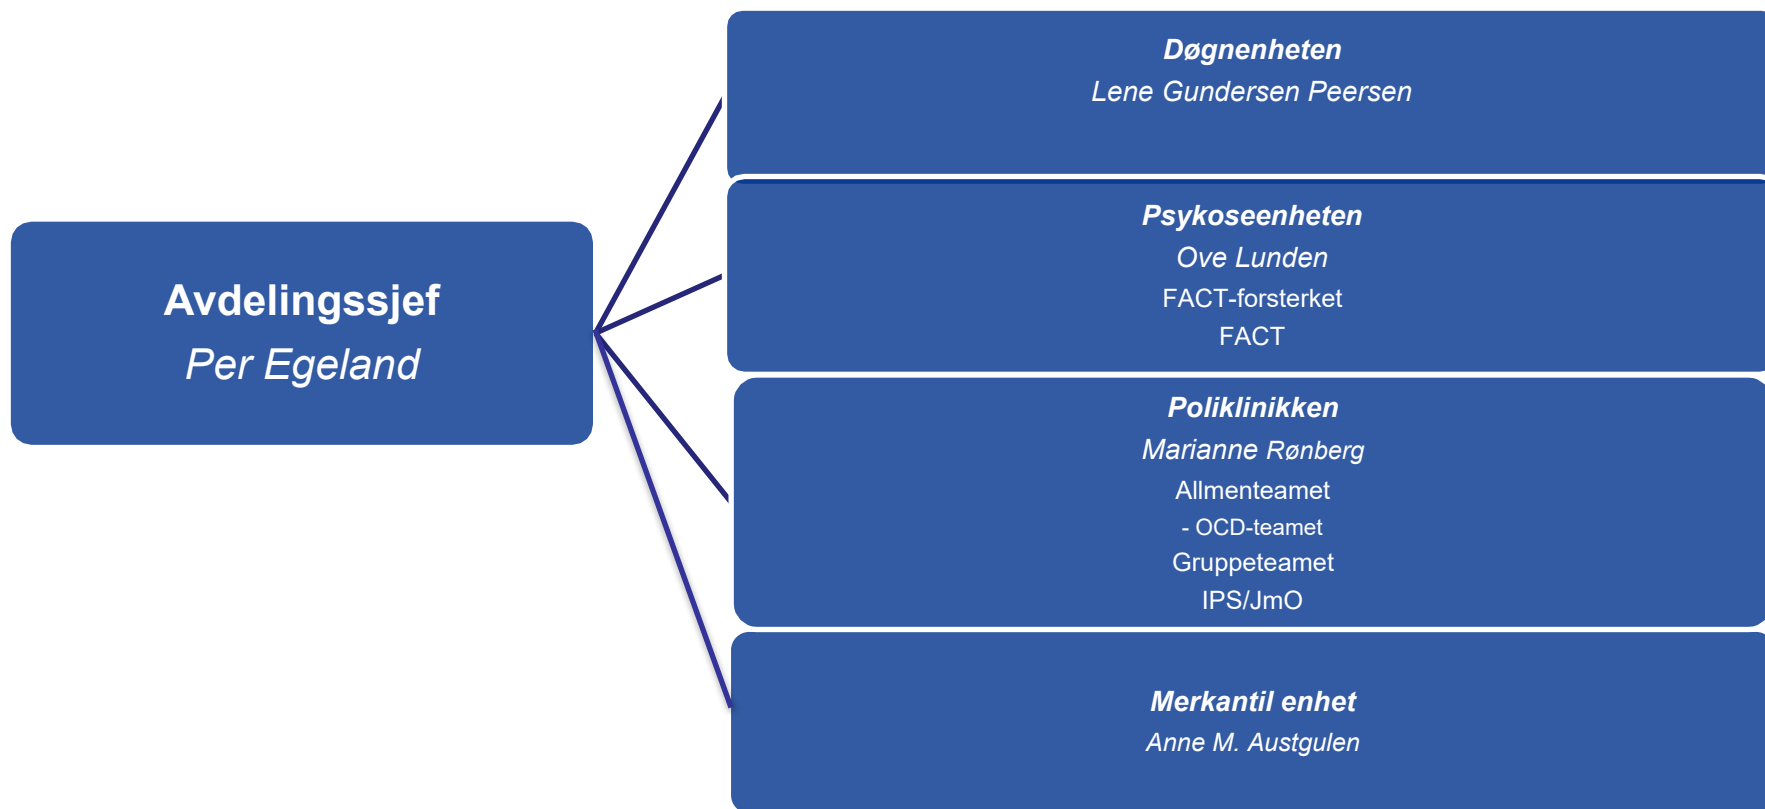 Avdelingssjef
Per Egeland
Døgnenheten
Lene Gundersen Peersen
Psykoseenheten
Ove Lunden
FACT-forsterket
FACT
Poliklinikken
Marianne Rønberg
Allmenteamet
- OCD-teamet
Gruppeteamet
IPS/JmO
Merkantil enhet
Anne M. Austgulen